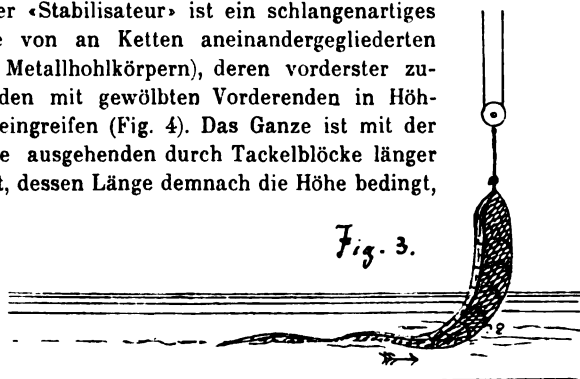 er «Stabilisateur» ist ein schlangenartiges
e von an Ketten aneinandergegliederten
Metallhohlkörpern), deren vorderster zu-
den mit gewölbten Vorderenden in Höh-
eingreifen (Fig. 4). Das Ganze ist mit der
e ausgehenden durch Tackelblöcke länger
t, dessen Länge demnach die Höhe bedingt,
Fig. 3.